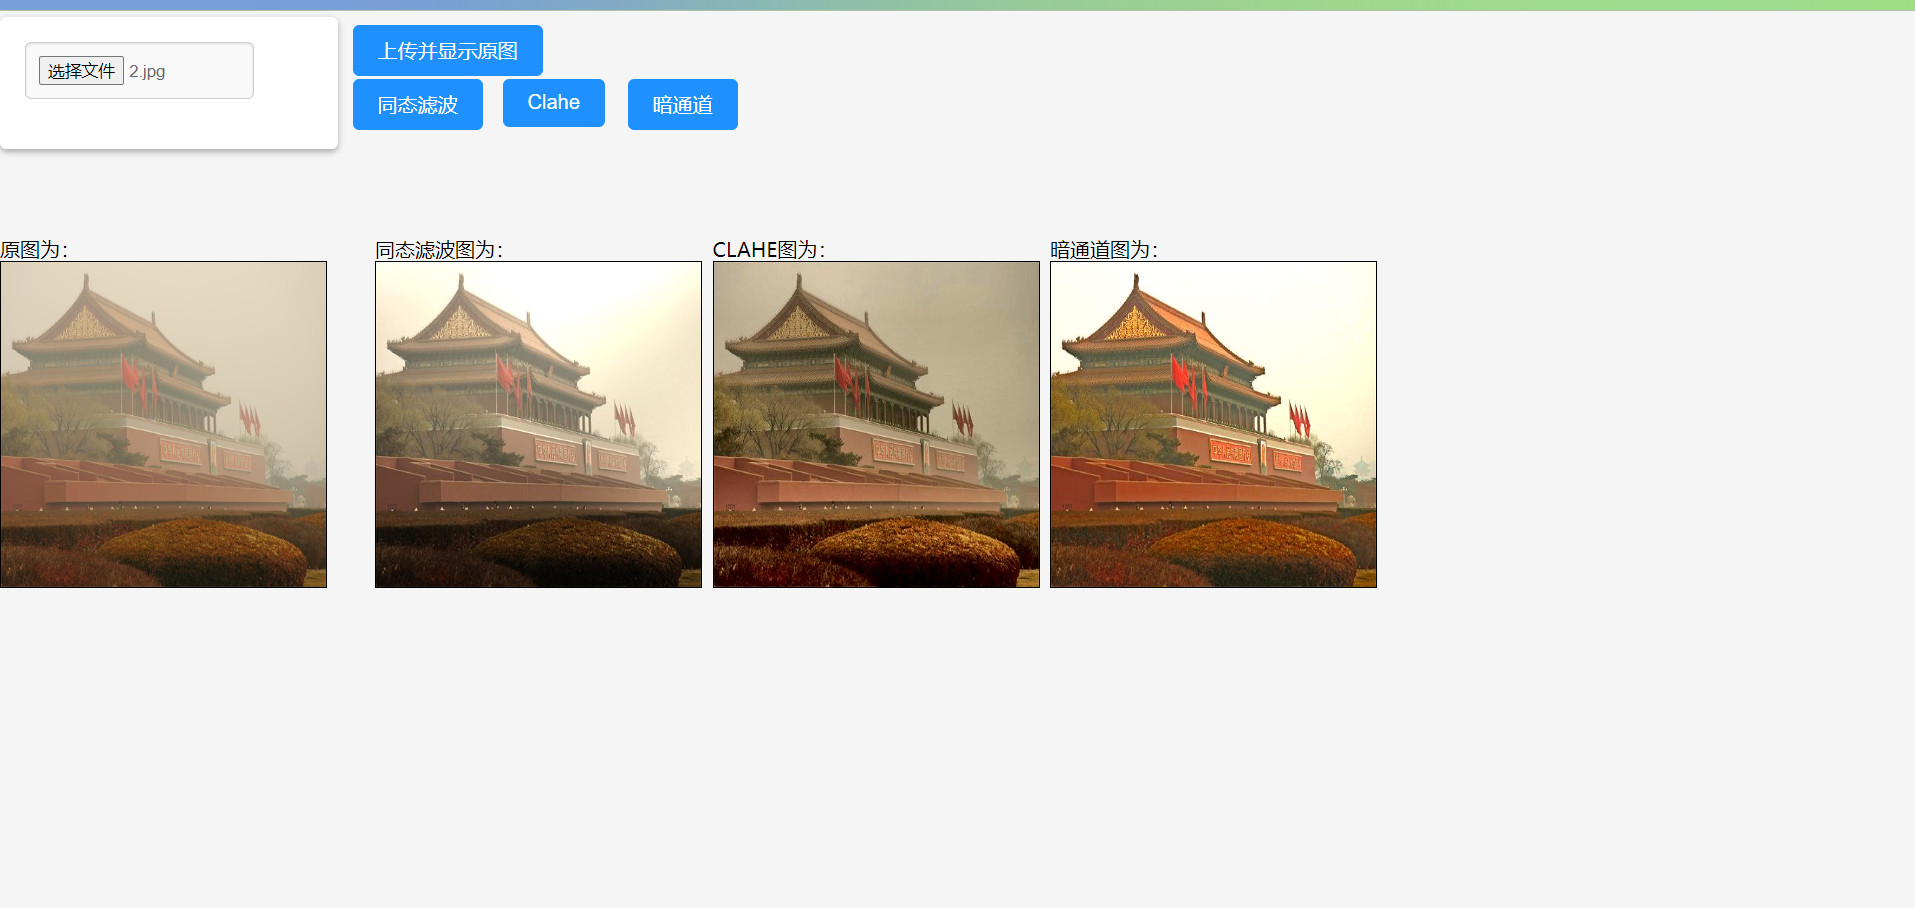 选择文件 2.jpg
上传并显示原图
同态滤波 Clahe 暗通道
原图为：
同态滤波图为：
CLAHE图为：
暗通道图为：